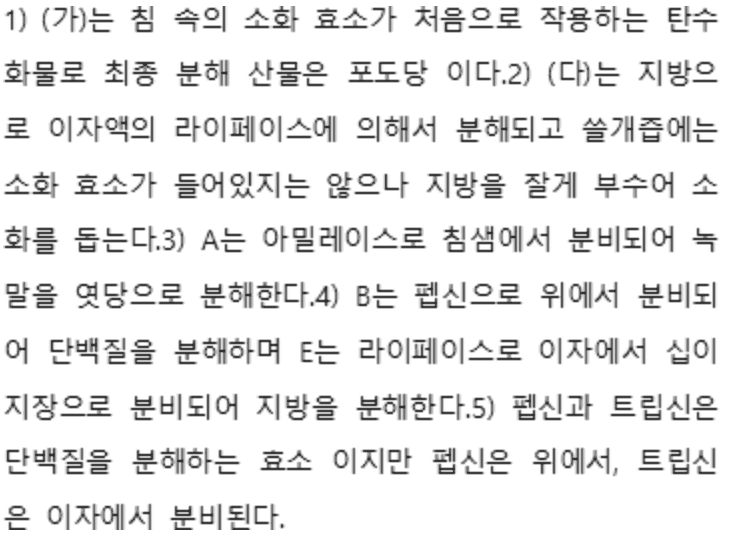 1) (가)는 침 속의 소화 효소가 처음으로 작용하는 탄수
화물로 최종 분해 산물은 포도당 이다.2) (다)는 지방으
로 이자액의 라이페이스에 의해서 분해되고 쓸개즙에는
소화 효소가 들어있지는 않으나 지방을 잘게 부수어 소
화를 돕는다.3) A는 아밀레이스로 침샘에서 분비되어 녹
말을 엿당으로 분해한다.4) B는 펩신으로 위에서 분비되
어 단백질을 분해하며 E는 라이페이스로 이자에서 십이
지장으로 분비되어 지방을 분해한다.5) 펩신과 트립신은
단백질을 분해하는 효소 이지만 펩신은 위에서, 트립신
은 이자에서 분비된다.